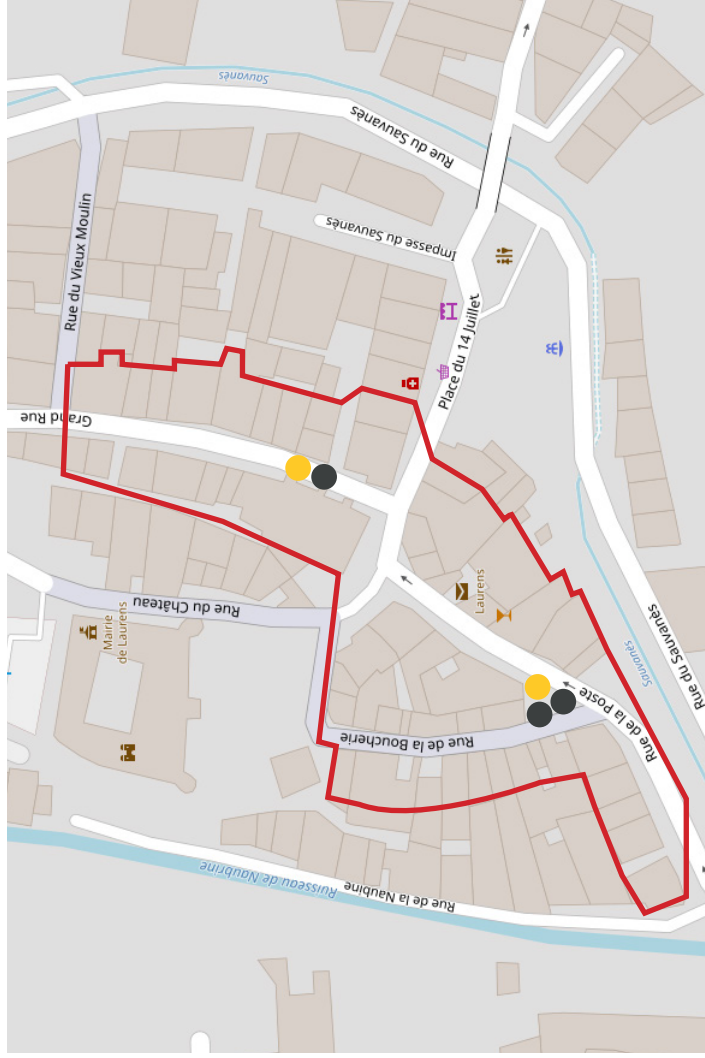 Sauvanès
Rue du Sauvanès
Rue du Vieux Moulin
Impasse du Sauvanès
Place du 14 Juillet
Grand Rue
Rue du Château
Mairie
de Laurens
Laurens
Rue de la Poste
Sauvanès
Rue du Sauvanès
Rue de la Boucherie
Rue de la Naubine
Ruisseau de Naubrine